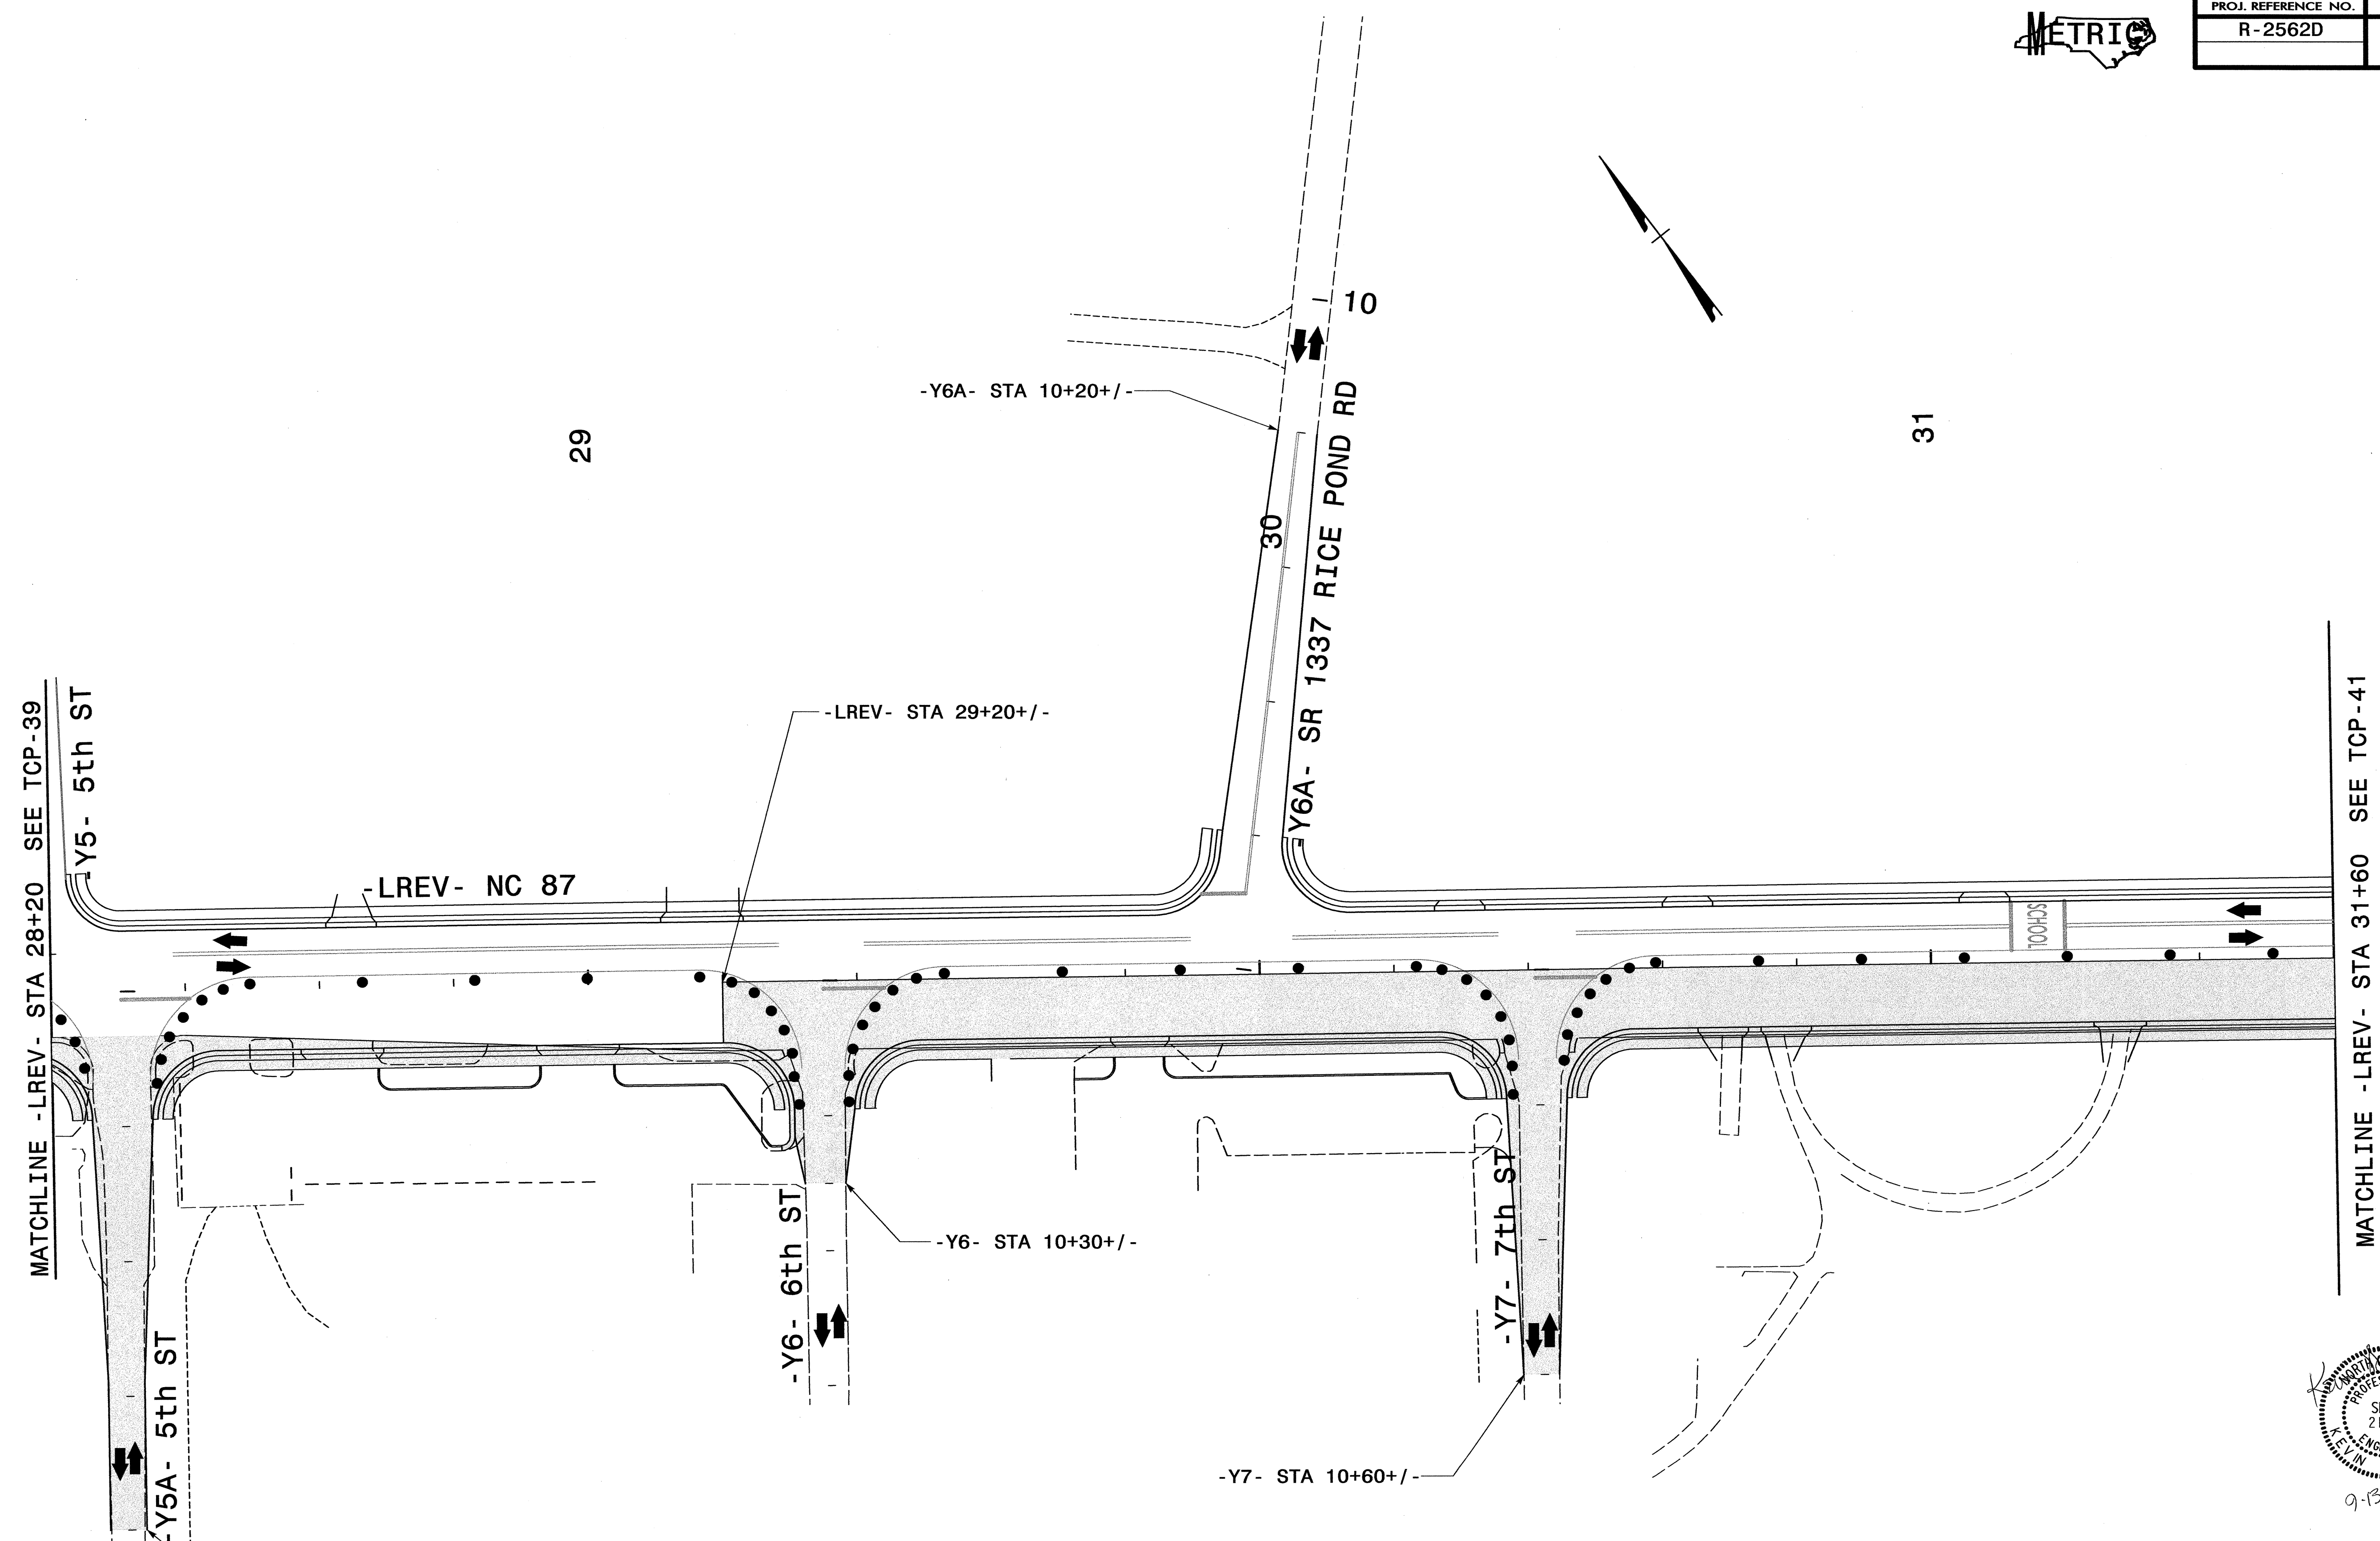 METRIC
PROJ. REFERENCE NO.
R-2562D
10
-Y6A- STA 10+20+/-
29
31
30
-Y6A- SR 1337 RICE POND RD
MATCHLINE -LREV- STA 28+20 SEE TCP-39
-Y5- 5th ST
-LREV- STA 29+20+/-
MATCHLINE -LREV- STA 31+60 SEE TCP-41
-LREV- NC 87
SCHOOL
-Y6- STA 10+30+/-
-Y6- 6th ST
-Y7- 7th ST
-Y5A- 5th ST
-Y7- STA 10+60+/-
KEVIN